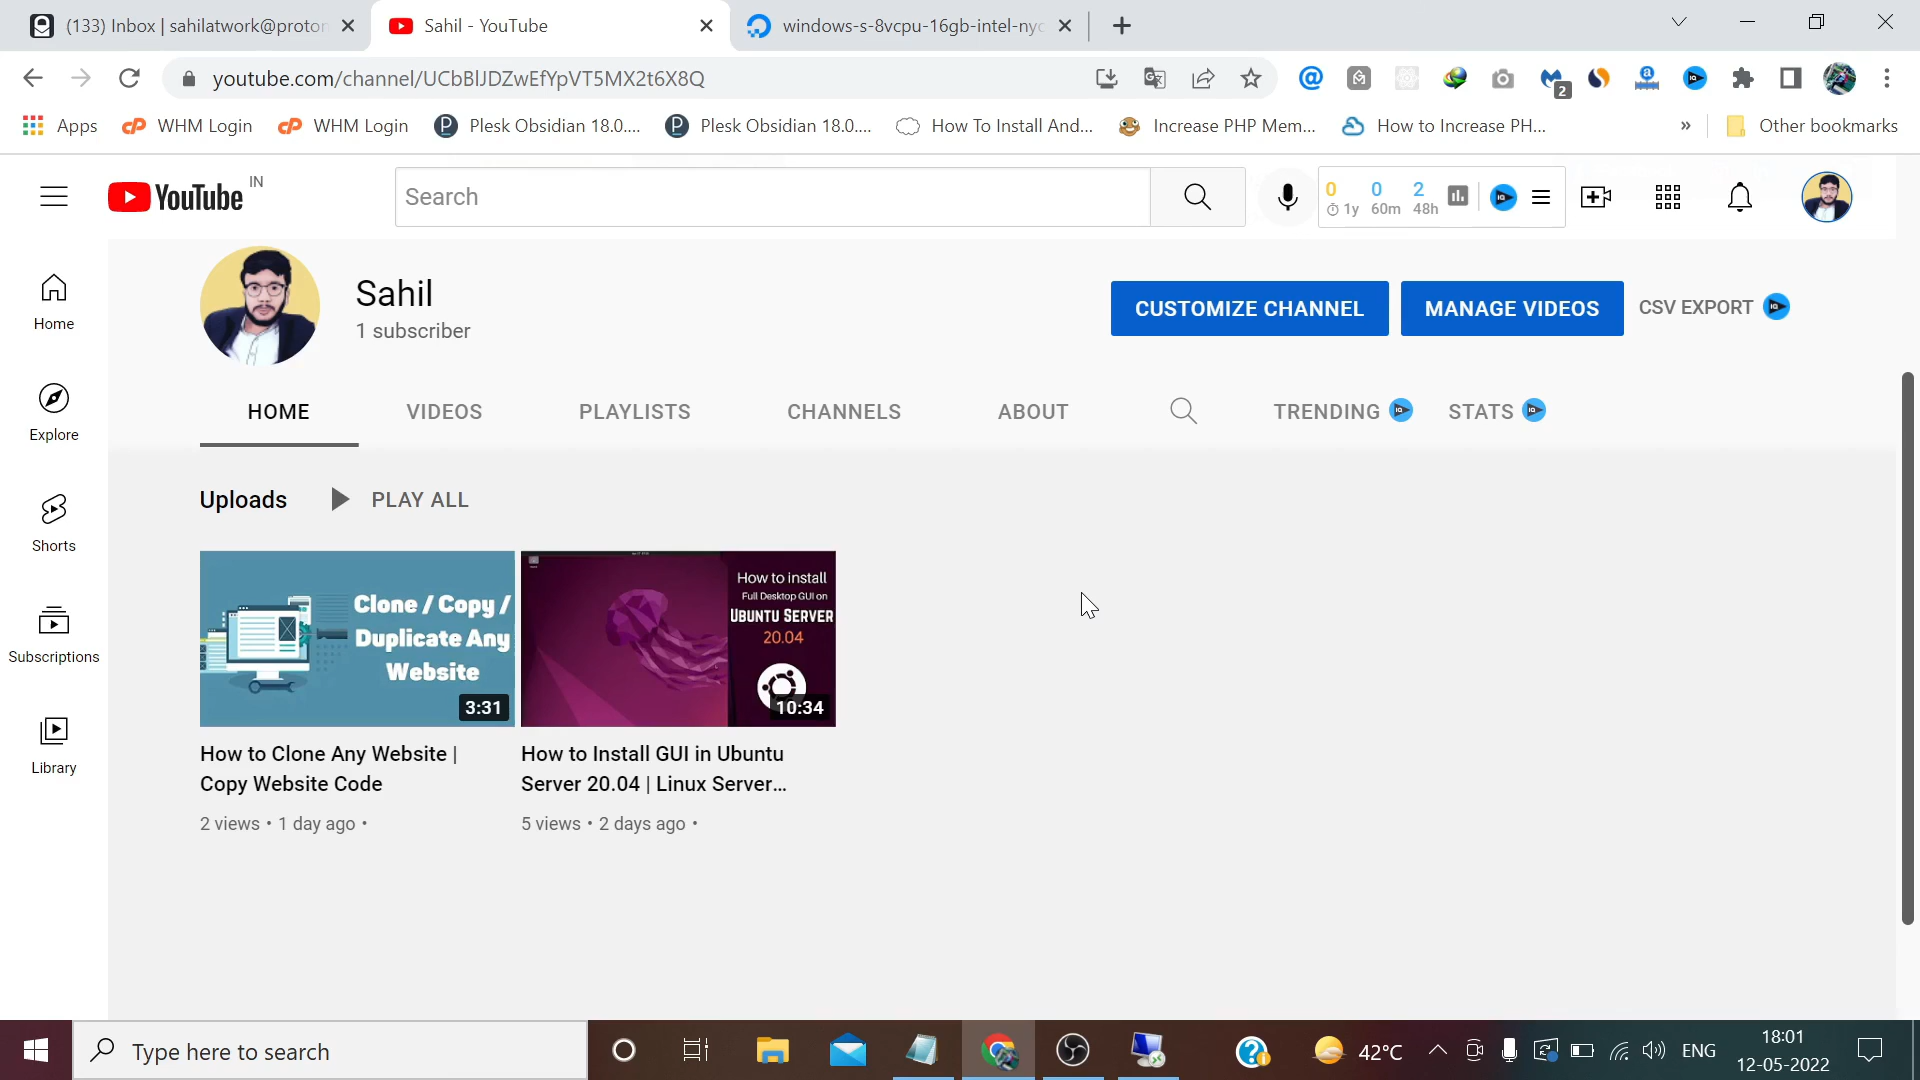 (133) Inbox | sahilatwork@proton
Sahil - YouTube
windows-s-8vcpu-16gb-intel-nyc
youtube.com/channel/UCbBlJDZwEfYpVT5MX2t6X8Q
2
Apps
WHM Login
WHM Login
Plesk Obsidian 18.0....
Plesk Obsidian 18.0....
How To Install And...
Increase PHP Mem...
How to Increase PH...
Other bookmarks
YouTube IN
Search
0 0 2
1y 60m 48h
Home
Explore
Shorts
Subscriptions
Library
Sahil
1 subscriber
CUSTOMIZE CHANNEL
MANAGE VIDEOS
CSV EXPORT
HOME
VIDEOS
PLAYLISTS
CHANNELS
ABOUT
TRENDING
STATS
Uploads
PLAY ALL
Clone / Copy /
Duplicate Any
Website
3:31
How to install
Full Desktop GUI on
UBUNTU SERVER
20.04
10:34
How to Clone Any Website |
Copy Website Code
2 views • 1 day ago •
How to Install GUI in Ubuntu
Server 20.04 | Linux Server...
5 views • 2 days ago •
Type here to search
42°C
ENG
18:01
12-05-2022